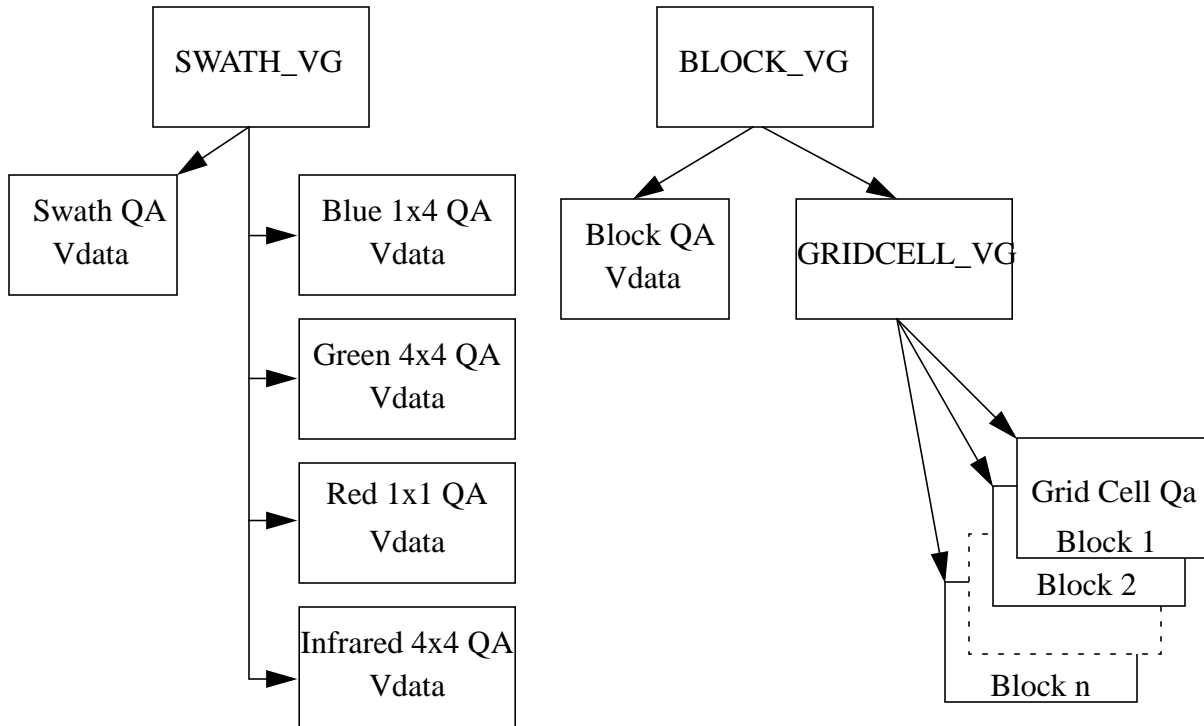 SWATH_VG
BLOCK_VG
Swath QA
Vdata
Blue 1x4 QA
Vdata
Block QA
Vdata
GRIDCELL_VG
Green 4x4 QA
Vdata
Red 1x1 QA
Vdata
Grid Cell Qa
Block 1
Block 2
Infrared 4x4 QA
Vdata
Block n